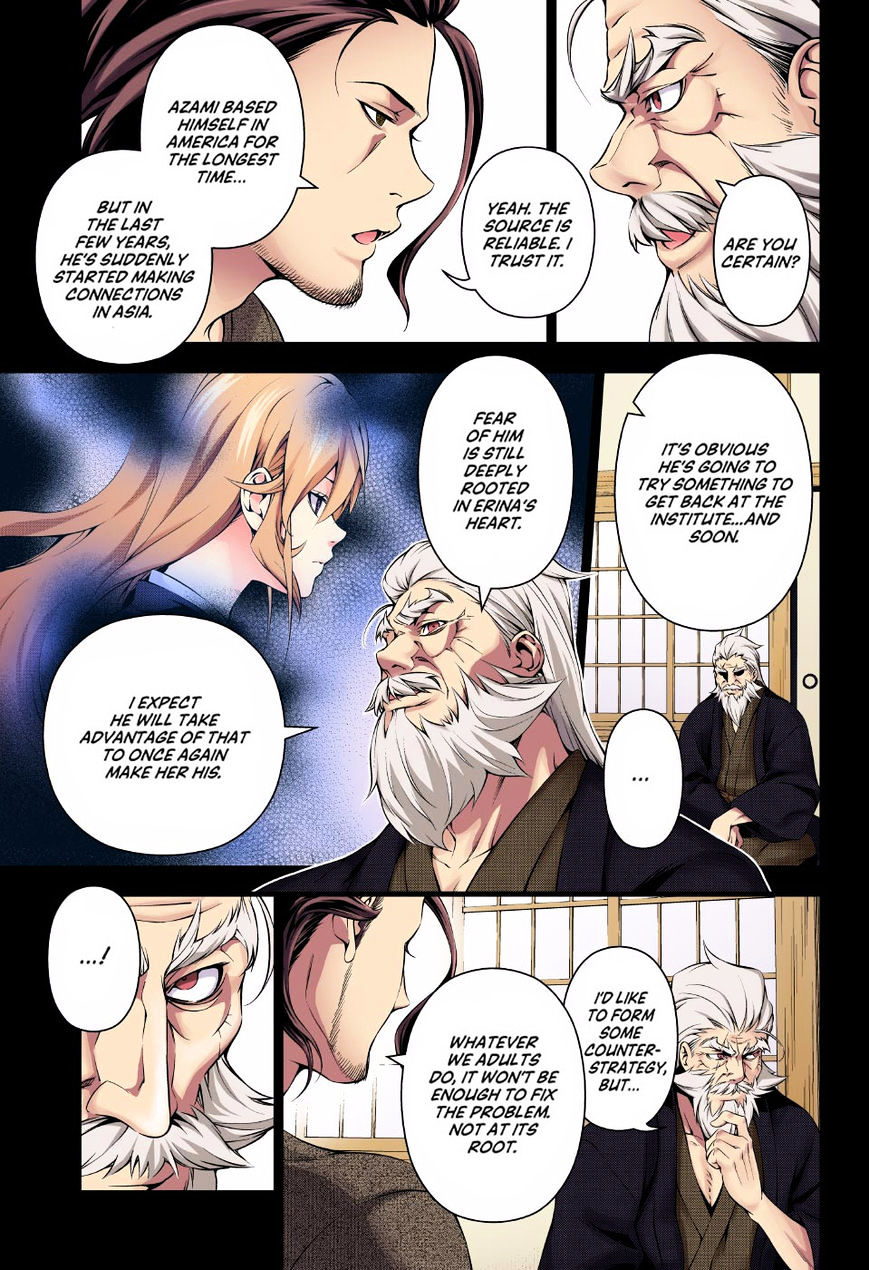 ARE YOU
CERTAIN?
YEAH. THE
SOURCE IS
RELIABLE. I
TRUST IT.
AZAMI BASED
HIMSELF IN
AMERICA FOR
THE LONGEST
TIME...
BUT IN
THE LAST
FEW YEARS,
HE'S SUDDENLY
STARTED MAKING
CONNECTIONS
IN ASIA.
IT'S OBVIOUS
HE'S GOING TO
TRY SOMETHING TO
GET BACK AT THE
INSTITUTE...AND
SOON.
...
FEAR
OF HIM
IS STILL
DEEPLY
ROOTED
IN ERINA'S
HEART.
I EXPECT
HE WILL TAKE
ADVANTAGE OF THAT
TO ONCE AGAIN
MAKE HER HIS.
I'D LIKE
TO FORM
SOME
COUNTER-
STRATEGY,
BUT...
WHATEVER
WE ADULTS
DO, IT WON'T BE
ENOUGH TO FIX
THE PROBLEM.
NOT AT ITS
ROOT.
...!